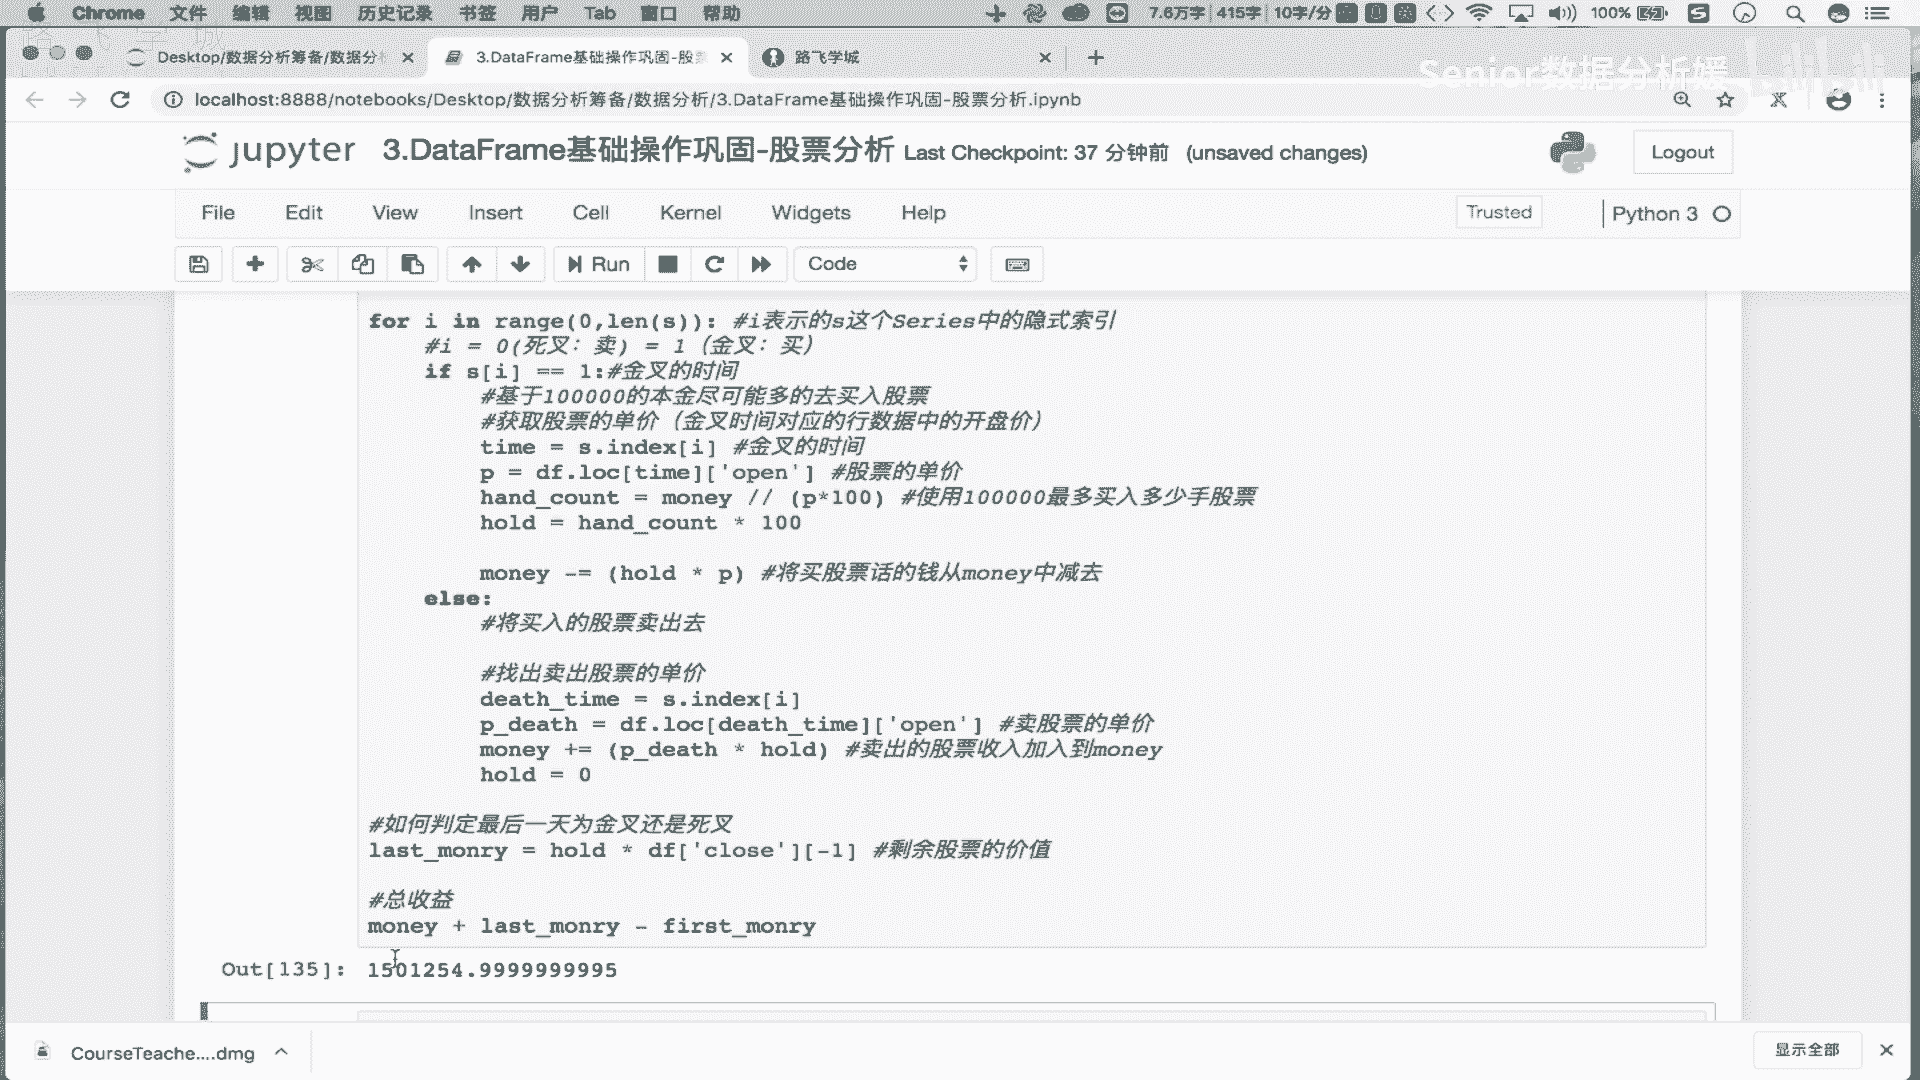 Chrome 文件 编辑 视图 历史记录 书签 用户 Tab 窗口 帮助 7.6万字 415字 10字/分 100%
Desktop/数据分析筹备/数据分 3.DataFrame基础操作巩固-股 路飞学城
Senior数据分析媛 bilibili
localhost:8888/notebooks/Desktop/数据分析筹备/数据分析/3.DataFrame基础操作巩固-股票分析.ipynb
jupyter 3.DataFrame基础操作巩固-股票分析 Last Checkpoint: 37 分钟前 (unsaved changes) Logout
File Edit View Insert Cell Kernel Widgets Help Trusted Python 3
Run Code
for i in range(0,len(s)): #i表示的s这个Series中的隐式索引
#i = 0(死叉：卖) = 1（金叉：买）
if s[i] == 1:#金叉的时间
#基于100000的本金尽可能多的去买入股票
#获取股票的单价（金叉时间对应的行数据中的开盘价）
time = s.index[i] #金叉的时间
p = df.loc[time]['open'] #股票的单价
hand_count = money // (p*100) #使用100000最多买入多少手股票
hold = hand_count * 100
money -= (hold * p) #将买股票话的钱从money中减去
else:
#将买入的股票卖出去
#找出卖出股票的单价
death_time = s.index[i]
p_death = df.loc[death_time]['open'] #卖股票的单价
money += (p_death * hold) #卖出的股票收入加入到money
hold = 0
#如何判定最后一天为金叉还是死叉
last_monry = hold * df['close'][-1] #剩余股票的价值
#总收益
money + last_monry - first_monry
Out[135]: 1501254.9999999995
CourseTeache....dmg 显示全部